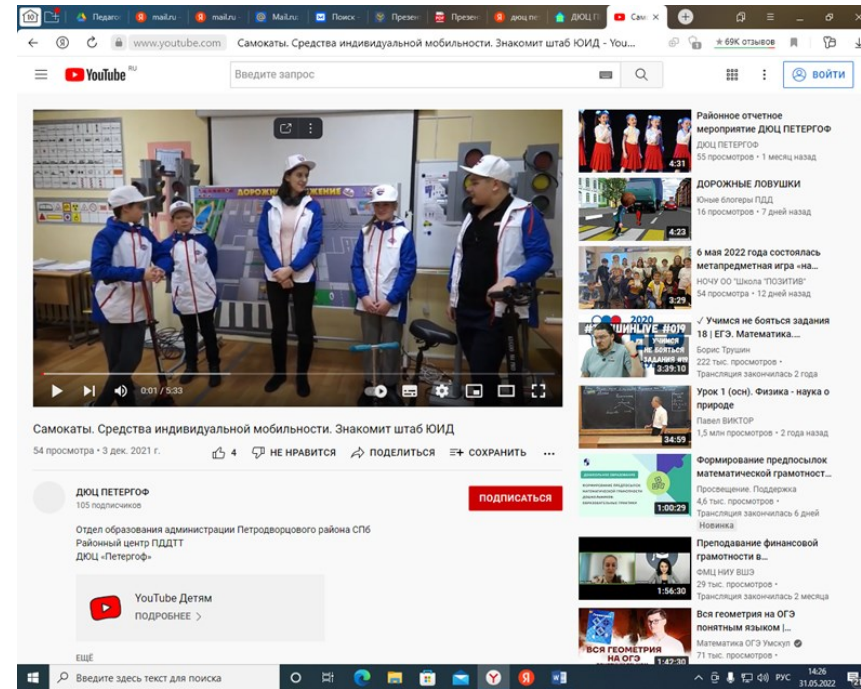 10
Педагог
mail.ru
mail.ru
Mail.ru:
Поиск -
Презен
Презен
дюц пет
ДЮЦ П
Сам
www.youtube.com
Самокаты. Средства индивидуальной мобильности. Знакомит штаб ЮИД - You...
★ 69K отзывов
YouTube RU
Введите запрос
ВОЙТИ
ДОРОЖНОЕ ДВИЖЕНИЕ
0:01 / 5:33
Самокаты. Средства индивидуальной мобильности. Знакомит штаб ЮИД
54 просмотра • 3 дек. 2021 г.
4
НЕ НРАВИТСЯ
ПОДЕЛИТЬСЯ
СОХРАНИТЬ
ДЮЦ ПЕТЕРГОФ
105 подписчиков
ПОДПИСАТЬСЯ
Отдел образования администрации Петродворцового района СПб
Районный центр ПДДТТ
ДЮЦ «Петергоф»
YouTube Детям
ПОДРОБНЕЕ
ЕЩЁ
4:31
Районное отчетное
мероприятие ДЮЦ ПЕТЕРГОФ
ДЮЦ ПЕТЕРГОФ
55 просмотров • 1 месяц назад
4:23
ДОРОЖНЫЕ ЛОВУШКИ
Юные блогеры ПДД
16 просмотров • 7 дней назад
3:29
6 мая 2022 года состоялась
метапредметная игра «на...
НОЧУ ОО "Школа "ПОЗИТИВ"
54 просмотра • 12 дней назад
2020
#019
УЧИМСЯ
НЕ БОЯТЬСЯ
ЗАДАНИЯ #19
3:39:10
✓ Учимся не бояться задания
18 | ЕГЭ. Математика....
Борис Трушин
222 тыс. просмотров •
Трансляция закончилась 2 года
34:59
Урок 1 (осн). Физика - наука о
природе
Павел ВИКТОР
1,5 млн просмотров • 2 года назад
1:00:29
Формирование предпосылок
математической грамотност...
Просвещение. Поддержка
4,6 тыс. просмотров •
Трансляция закончилась 6 дней
Новинка
1:56:30
Преподавание финансовой
грамотности в...
ФМЦ НИУ ВШЭ
29 тыс. просмотров •
Трансляция закончилась 2 месяца
ВСЯ ГЕОМЕТРИЯ
НА ОГЭ
1:42:30
Вся геометрия на ОГЭ
понятным языком |...
Математика ОГЭ Умскул
71 тыс. просмотров •
Введите здесь текст для поиска
РУС
14:26
31.05.2022